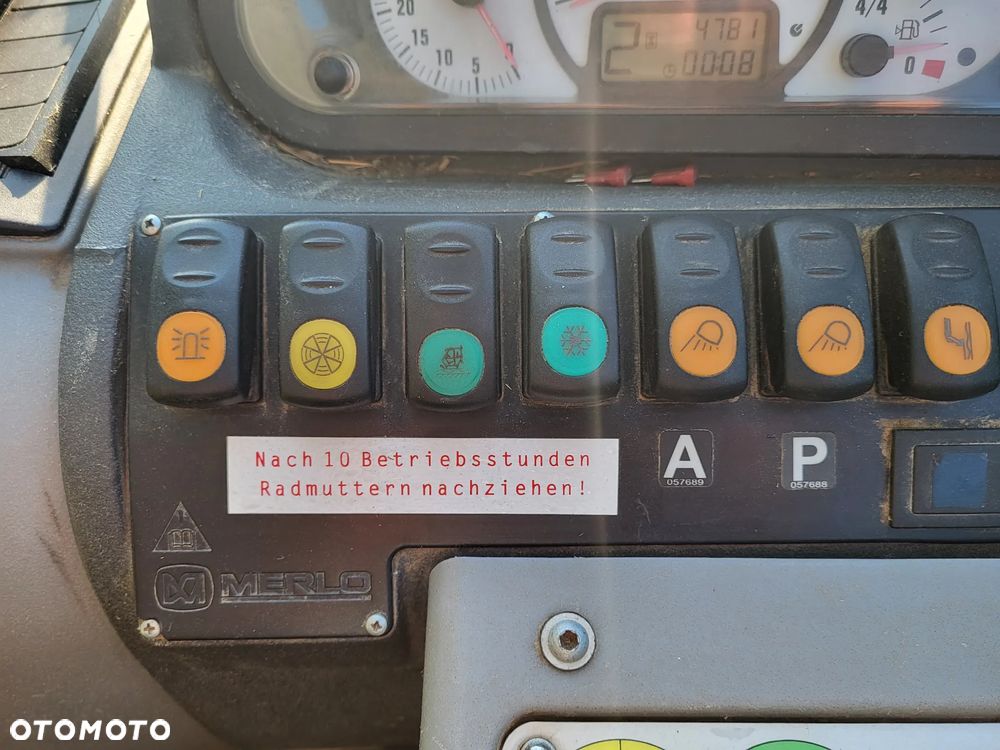 20
15
10
5
0
2
4781
00:08
4/4
0
Nach 10 Betriebsstunden
Radmuttern nachziehen!
A
057689
P
057688
MERLO
OTOMOTO